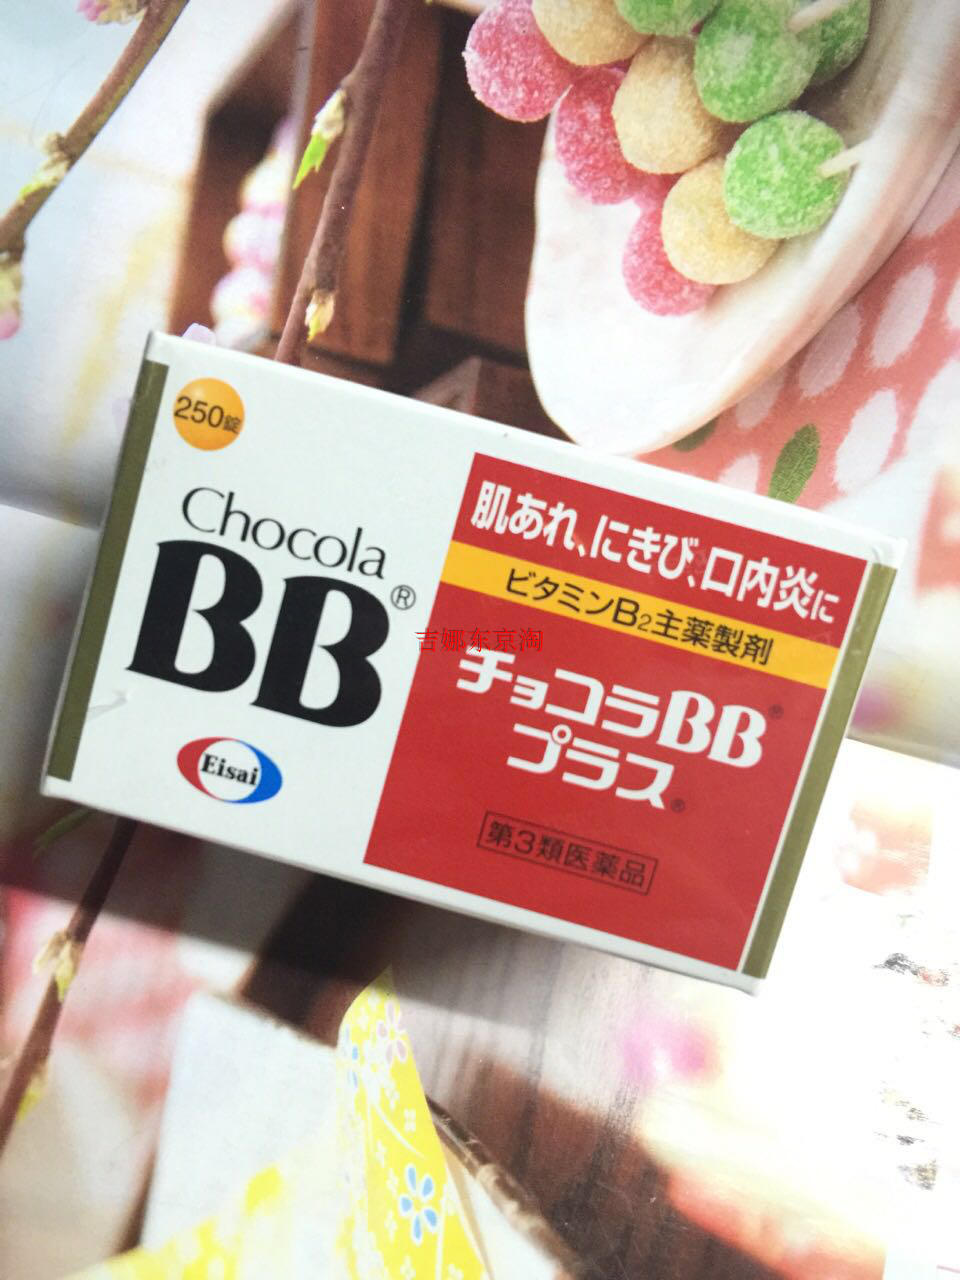 250錠
Chocola
BB®
Eisai
肌あれ、にきび、口内炎に
ビタミンB2主薬製剤
チョコラBB®
プラス®
第3類医薬品
吉娜东京淘